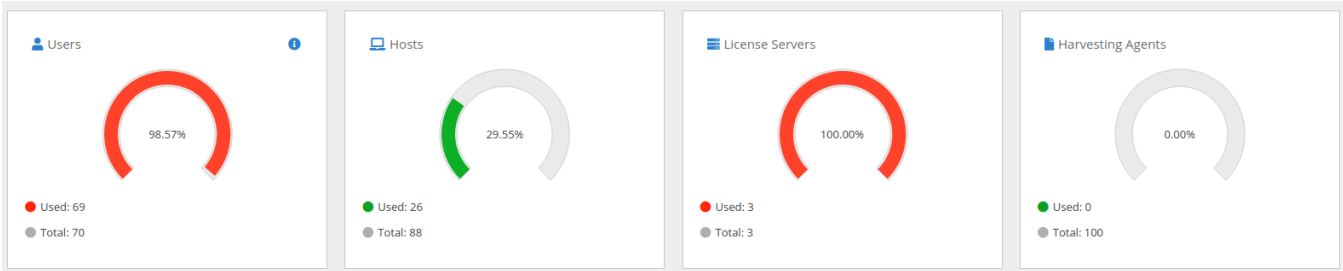 Users
98.57%
Used: 69
Total: 70
Hosts
29.55%
Used: 26
Total: 88
License Servers
100.00%
Used: 3
Total: 3
Harvesting Agents
0.00%
Used: 0
Total: 100